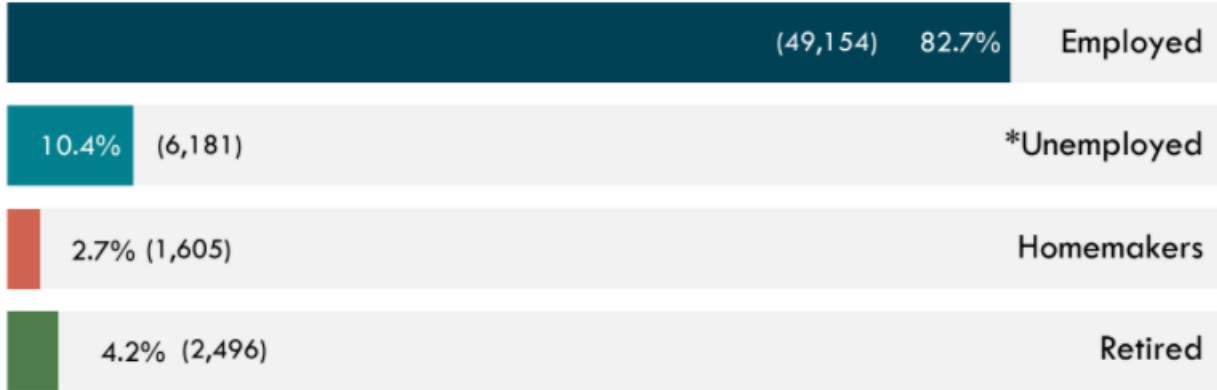 (49,154) 82.7% Employed
10.4% (6,181) *Unemployed
2.7% (1,605) Homemakers
4.2% (2,496) Retired